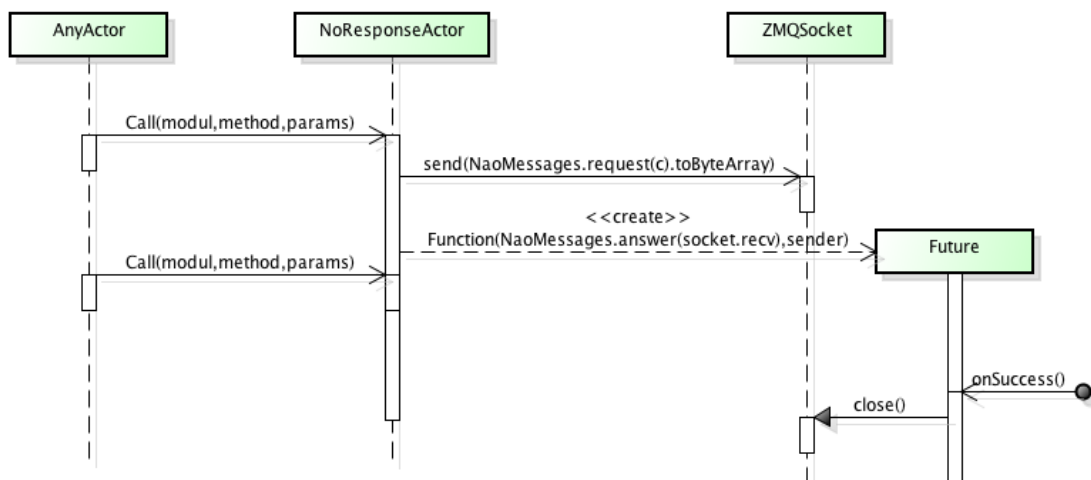 AnyActor
NoResponseActor
ZMQSocket
Call(modul,method,params)
send(NaoMessages.request(c).toByteArray)
<<create>>
Function(NaoMessages.answer(socket.recv),sender)
Future
Call(modul,method,params)
onSuccess()
close()